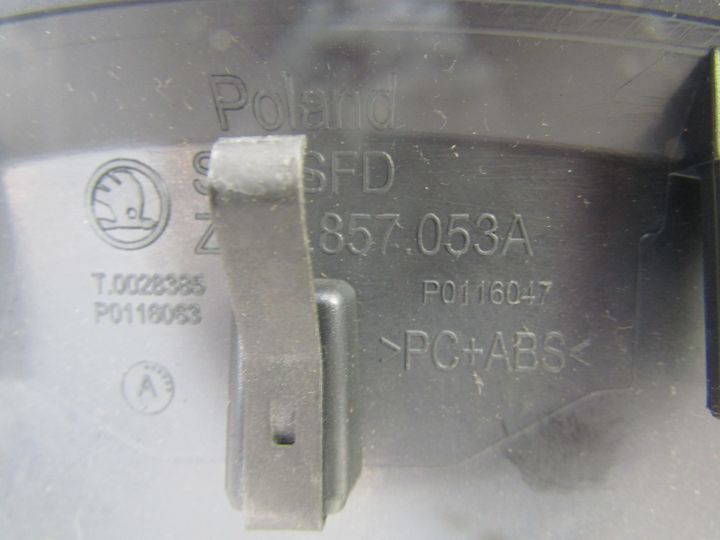 Poland
SFD
857.053A
T.0028385
P0116063
P0116047
>PC+ABS<
A